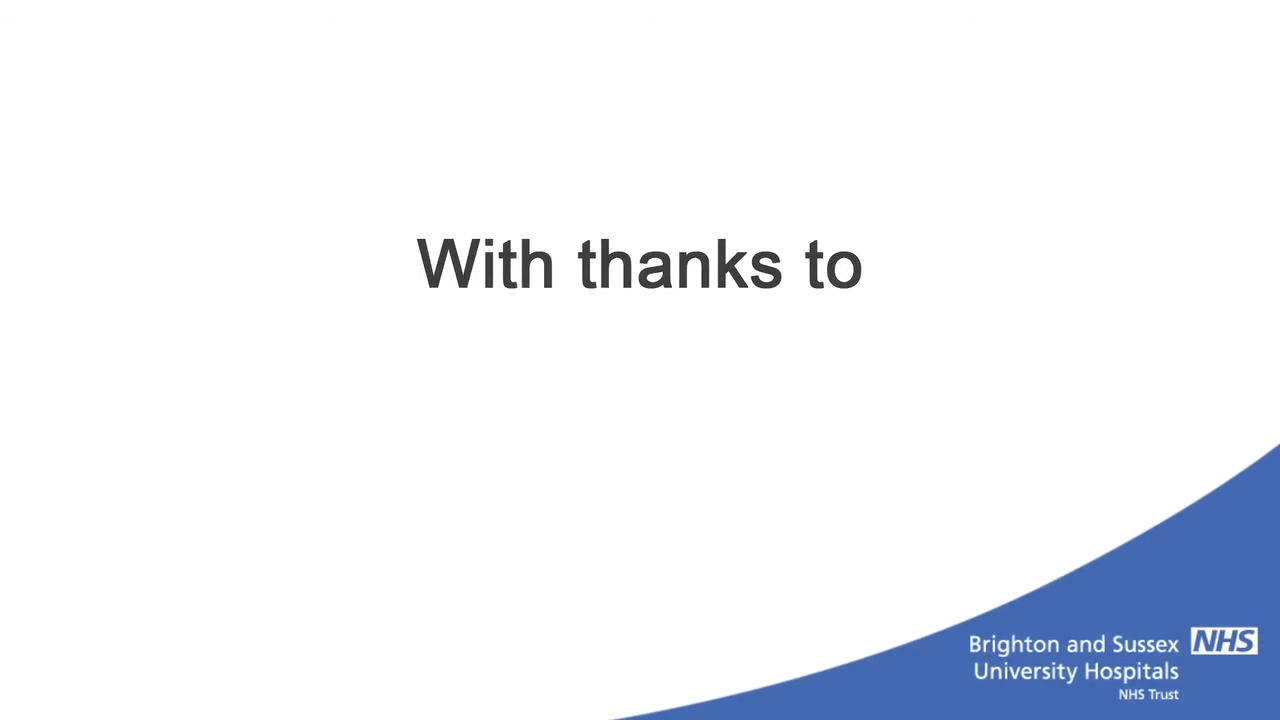 With thanks to
Brighton and Sussex NHS
University Hospitals
NHS Trust